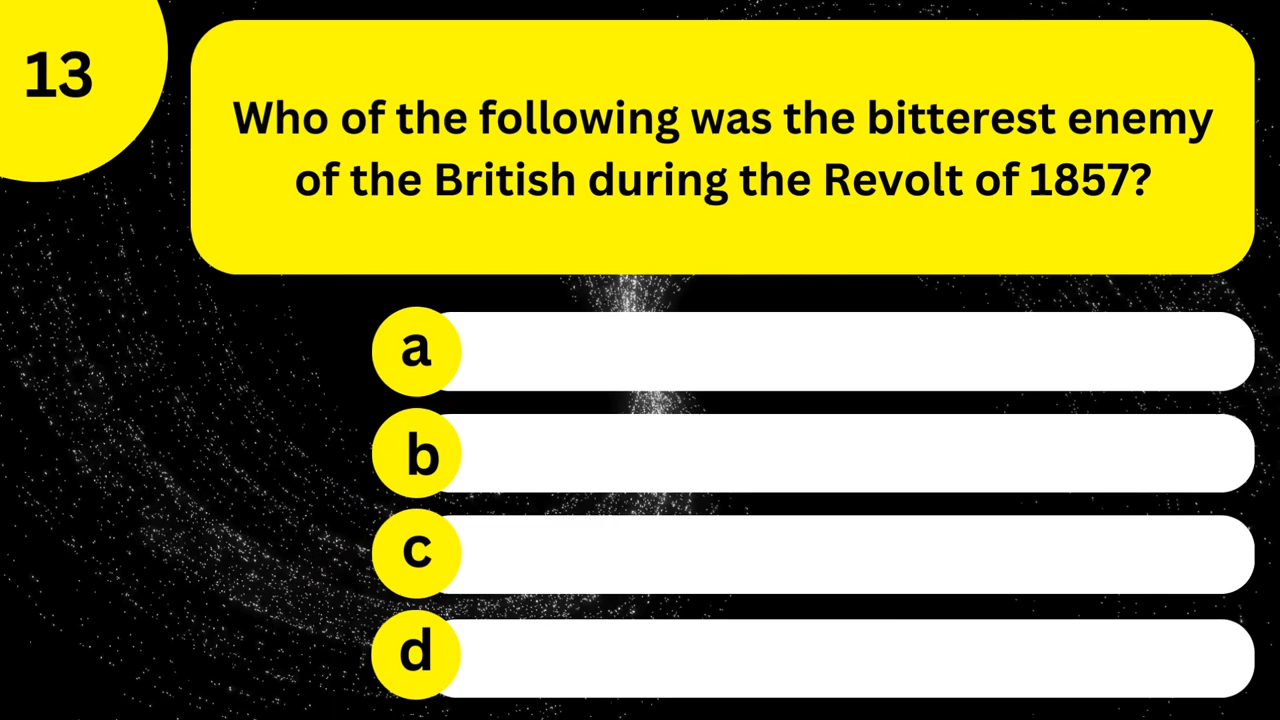 13
Who of the following was the bitterest enemy
of the British during the Revolt of 1857?
a
b
c
d